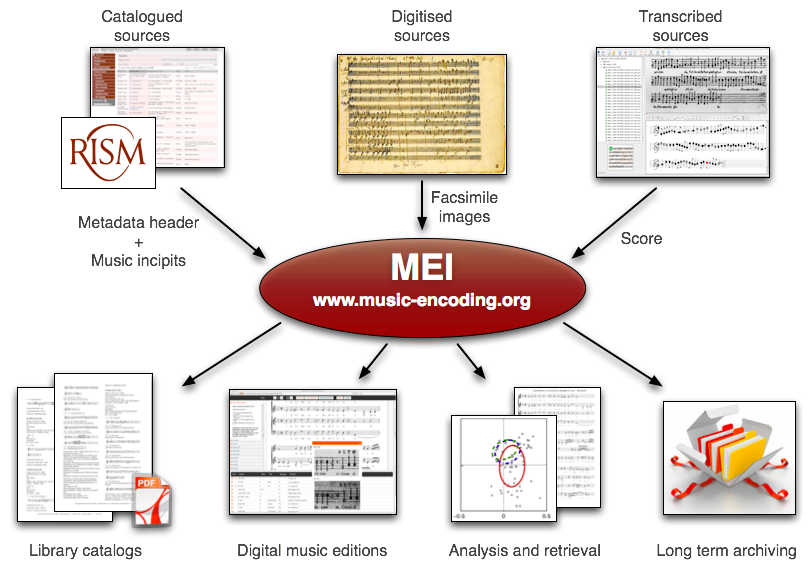 Catalogued
sources
Digitised
sources
Transcribed
sources
RISM
Metadata header
+
Music incipits
Facsimile
images
Score
MEI
www.music-encoding.org
PDF
-0.5
0
0.5
Library catalogs
Digital music editions
Analysis and retrieval
Long term archiving